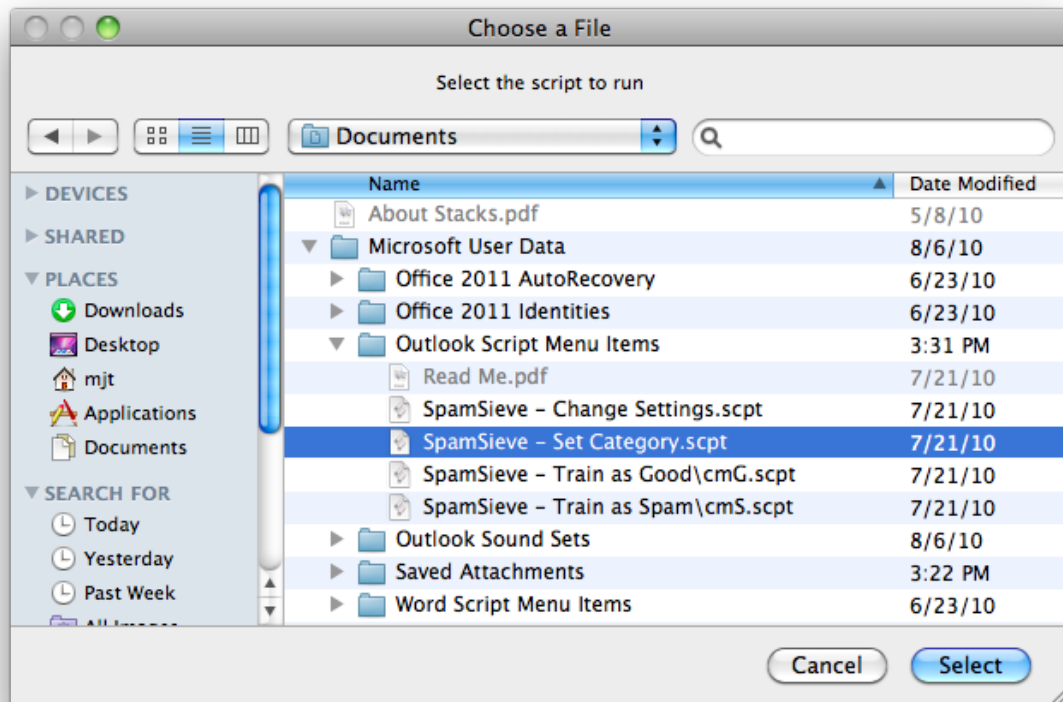 Choose a File
Select the script to run
Documents
Name Date Modified
DEVICES
SHARED
PLACES
Downloads
Desktop
mjt
Applications
Documents
SEARCH FOR
Today
Yesterday
Past Week
All Images
About Stacks.pdf 5/8/10
Microsoft User Data 8/6/10
Office 2011 AutoRecovery 6/23/10
Office 2011 Identities 6/23/10
Outlook Script Menu Items 3:31 PM
Read Me.pdf 7/21/10
SpamSieve - Change Settings.scpt 7/21/10
SpamSieve - Set Category.scpt 7/21/10
SpamSieve - Train as Good\cmG.scpt 7/21/10
SpamSieve - Train as Spam\cmS.scpt 7/21/10
Outlook Sound Sets 8/6/10
Saved Attachments 3:22 PM
Word Script Menu Items 6/23/10
Cancel Select